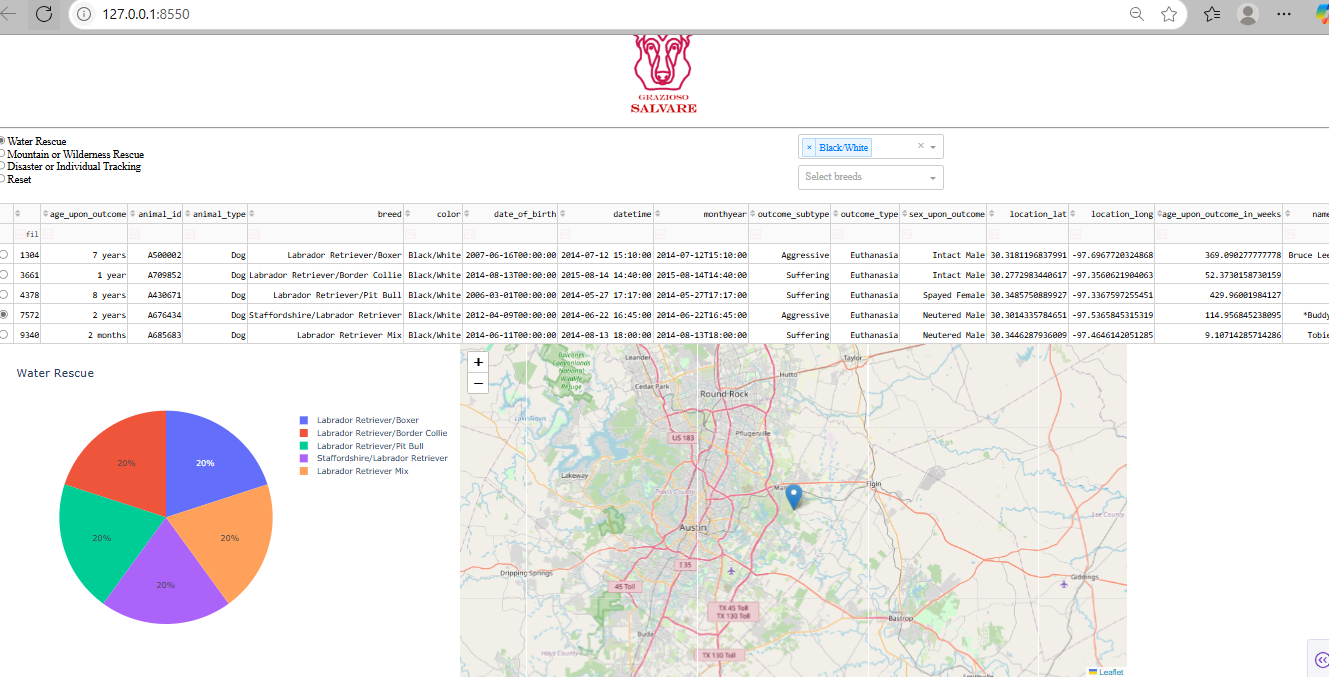 127.0.0.1:8550
GRAZIOSO
SALVARE
Water Rescue
Mountain or Wilderness Rescue
Disaster or Individual Tracking
Reset
× Black/White ×
Select breeds
age_upon_outcome animal_id animal_type breed color date_of_birth datetime monthyear outcome_subtype outcome_type sex_upon_outcome location_lat location_long age_upon_outcome_in_weeks name
fil
1304 7 years A500002 Dog Labrador Retriever/Boxer Black/White 2007-06-16T00:00:00 2014-07-12 15:10:00 2014-07-12T15:10:00 Aggressive Euthanasia Intact Male 30.3181196837991 -97.6967720324868 369.090277777778 Bruce Lee
3661 1 year A709852 Dog Labrador Retriever/Border Collie Black/White 2014-08-13T00:00:00 2015-08-14 14:40:00 2015-08-14T14:40:00 Suffering Euthanasia Intact Male 30.2772983440617 -97.3560621904063 52.3730158730159
4378 8 years A430671 Dog Labrador Retriever/Pit Bull Black/White 2006-03-01T00:00:00 2014-05-27 17:17:00 2014-05-27T17:17:00 Suffering Euthanasia Spayed Female 30.3485750889927 -97.3367597255451 429.96001984127
7572 2 years A676434 Dog Staffordshire/Labrador Retriever Black/White 2012-04-09T00:00:00 2014-06-22 16:45:00 2014-06-22T16:45:00 Aggressive Euthanasia Neutered Male 30.3014335784651 -97.5365845315319 114.956845238095 *Buddy
9340 2 months A685683 Dog Labrador Retriever Mix Black/White 2014-06-11T00:00:00 2014-08-13 18:00:00 2014-08-13T18:00:00 Suffering Euthanasia Neutered Male 30.3446287936009 -97.4646142051285 9.10714285714286 Tobie
Water Rescue
Labrador Retriever/Boxer
Labrador Retriever/Border Collie
Labrador Retriever/Pit Bull
Staffordshire/Labrador Retriever
Labrador Retriever Mix
20% 20%
20% 20%
20%
+
−
Balcones
Canyonlands
National
Wildlife
Refuge
Leander
Taylor
Hutto
Cedar Park
Round Rock
Lake Travis
US 183
Pflugerville
Lakeway
Travis County
Elgin
Lee County
Austin
I 35
Dripping Springs
Giddings
45 Toll
TX 45 Toll
TX 130 Toll
Bastrop
Buda
Hays County
TX 130 Toll
Leaflet